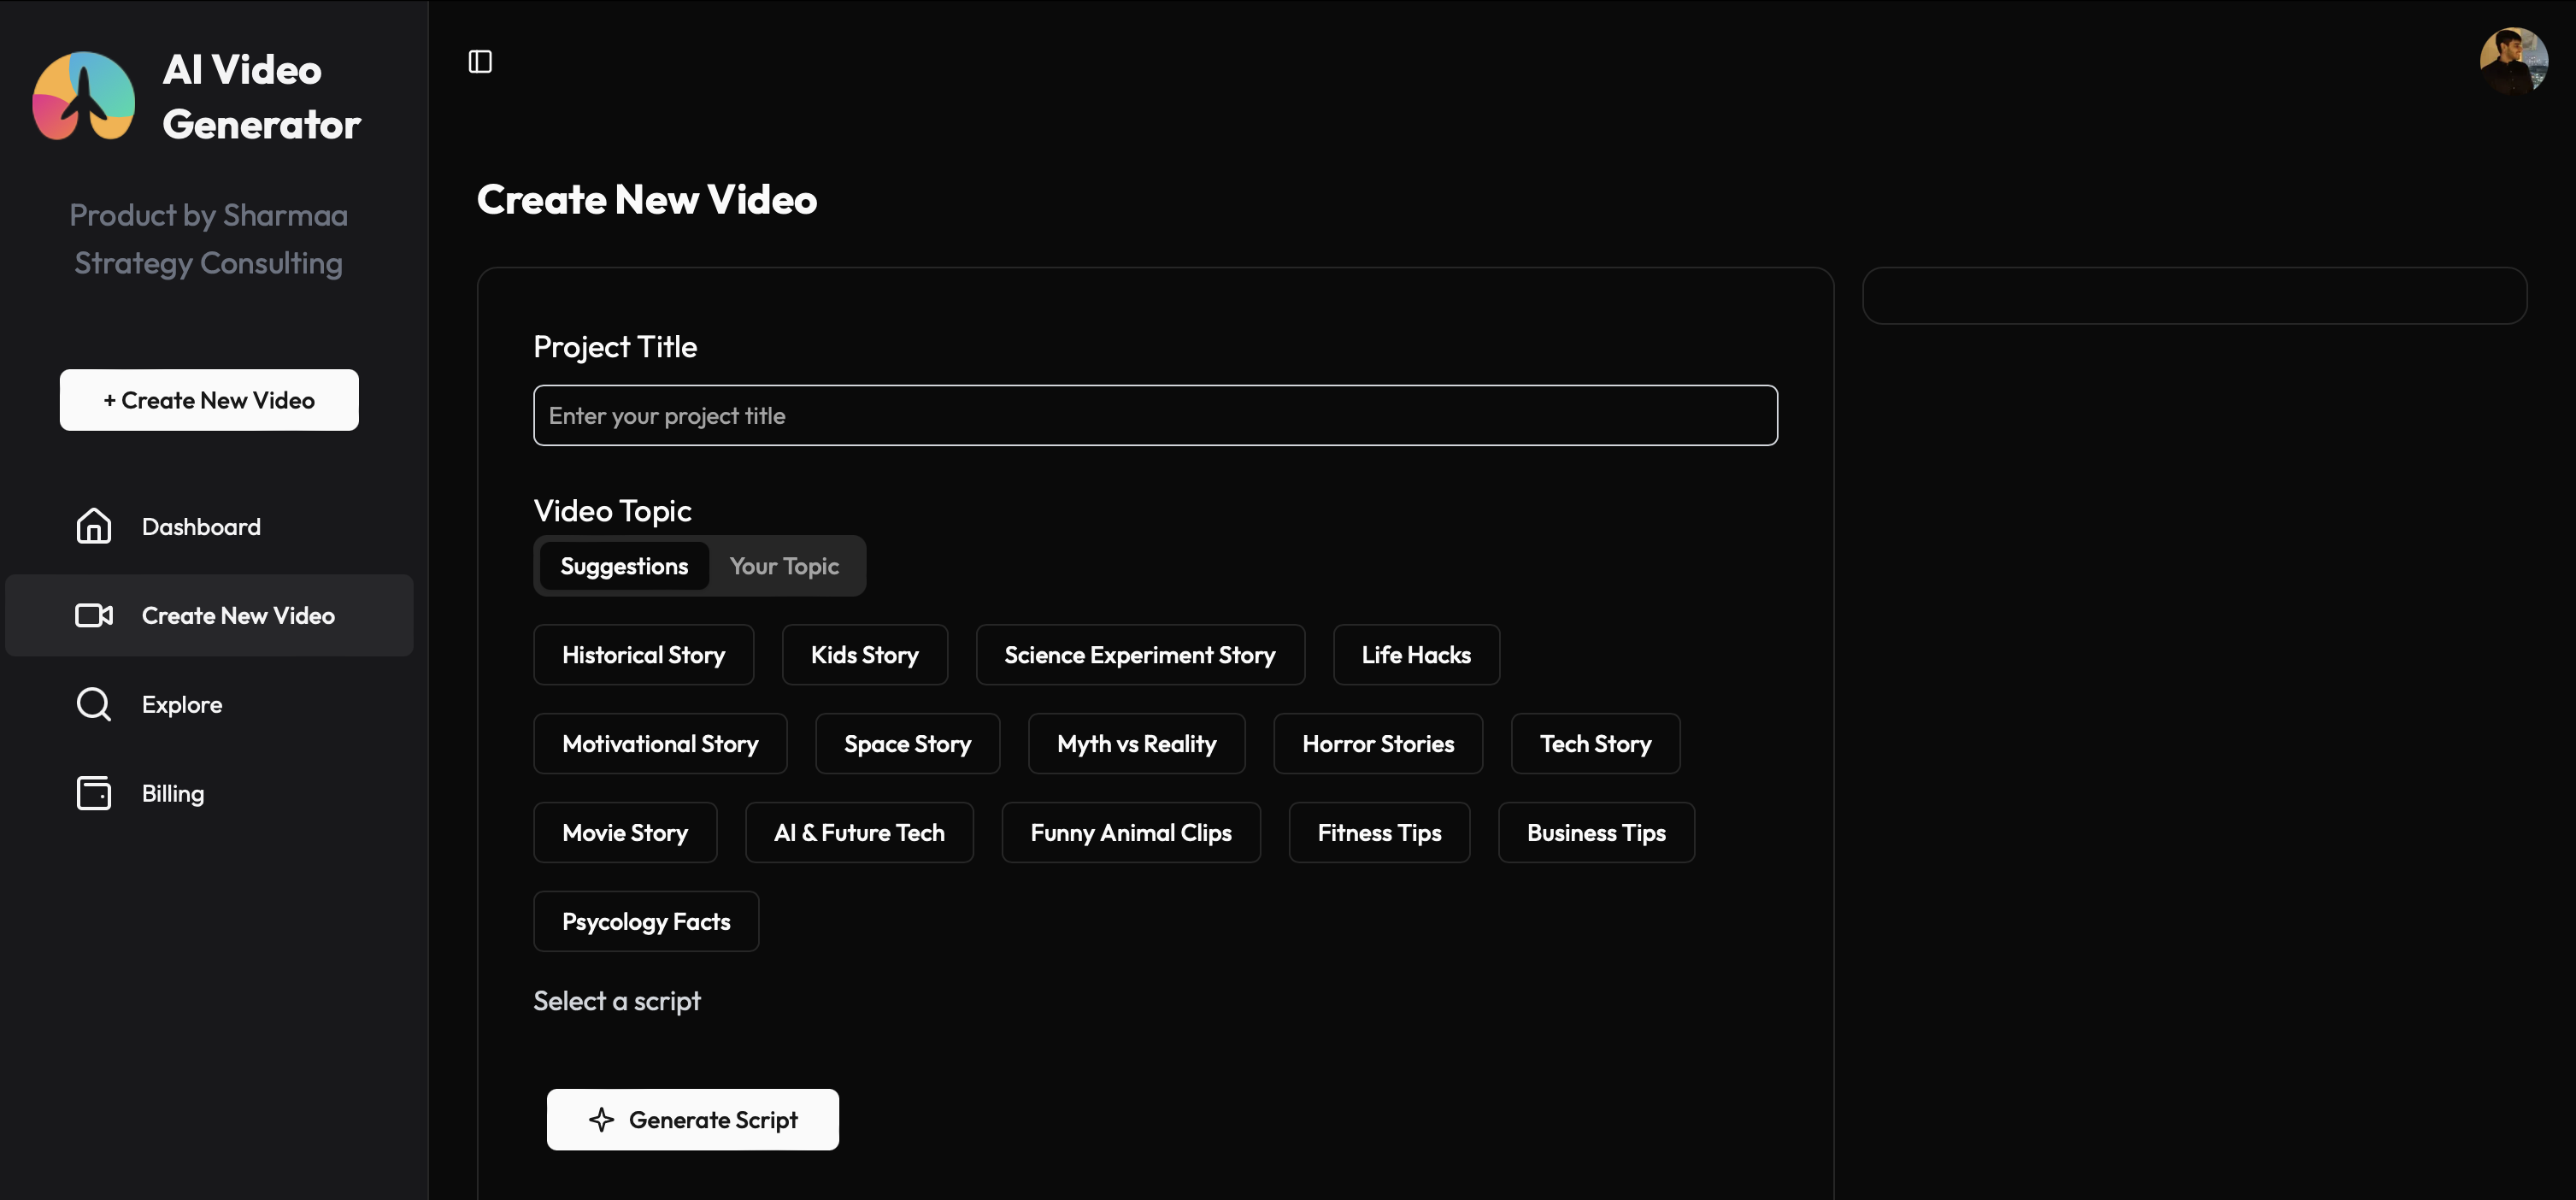 AI Video
Generator
Product by Sharmaa
Strategy Consulting
+ Create New Video
Dashboard
Create New Video
Explore
Billing
Create New Video
Project Title
Enter your project title
Video Topic
Suggestions Your Topic
Historical Story Kids Story Science Experiment Story Life Hacks
Motivational Story Space Story Myth vs Reality Horror Stories Tech Story
Movie Story AI & Future Tech Funny Animal Clips Fitness Tips Business Tips
Psycology Facts
Select a script
Generate Script